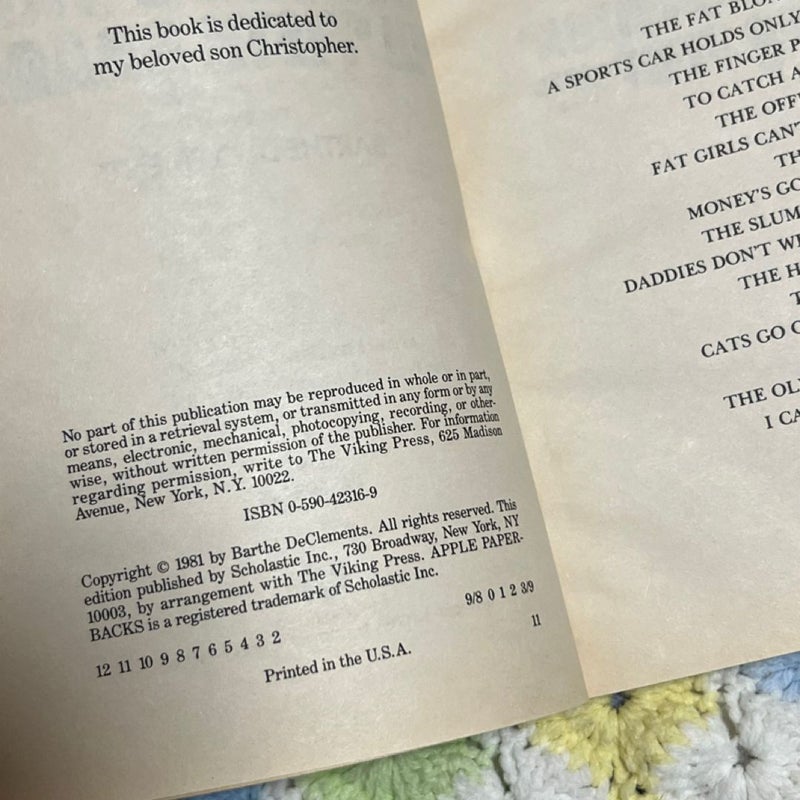 This book is dedicated to
my beloved son Christopher.
No part of this publication may be reproduced in whole or in part,
or stored in a retrieval system, or transmitted in any form or by any
means, electronic, mechanical, photocopying, recording, or other-
wise, without written permission of the publisher. For information
regarding permission, write to The Viking Press, 625 Madison
Avenue, New York, N.Y. 10022.
ISBN 0-590-42316-9
Copyright © 1981 by Barthe DeClements. All rights reserved. This
edition published by Scholastic Inc., 730 Broadway, New York, NY
10003, by arrangement with The Viking Press. APPLE PAPER-
BACKS is a registered trademark of Scholastic Inc.
12 11 10 9 8 7 6 5 4 3 2
9/8 0 1 2 3/9
Printed in the U.S.A.
11
THE FAT
A SPORTS CAR HOLDS ONLY
THE FINGER
TO CATCH A
THE
FAT GIRLS CAN'T
MONEY'S
THE SLUM
DADDIES DON'T
THE
CATS GO
THE
I